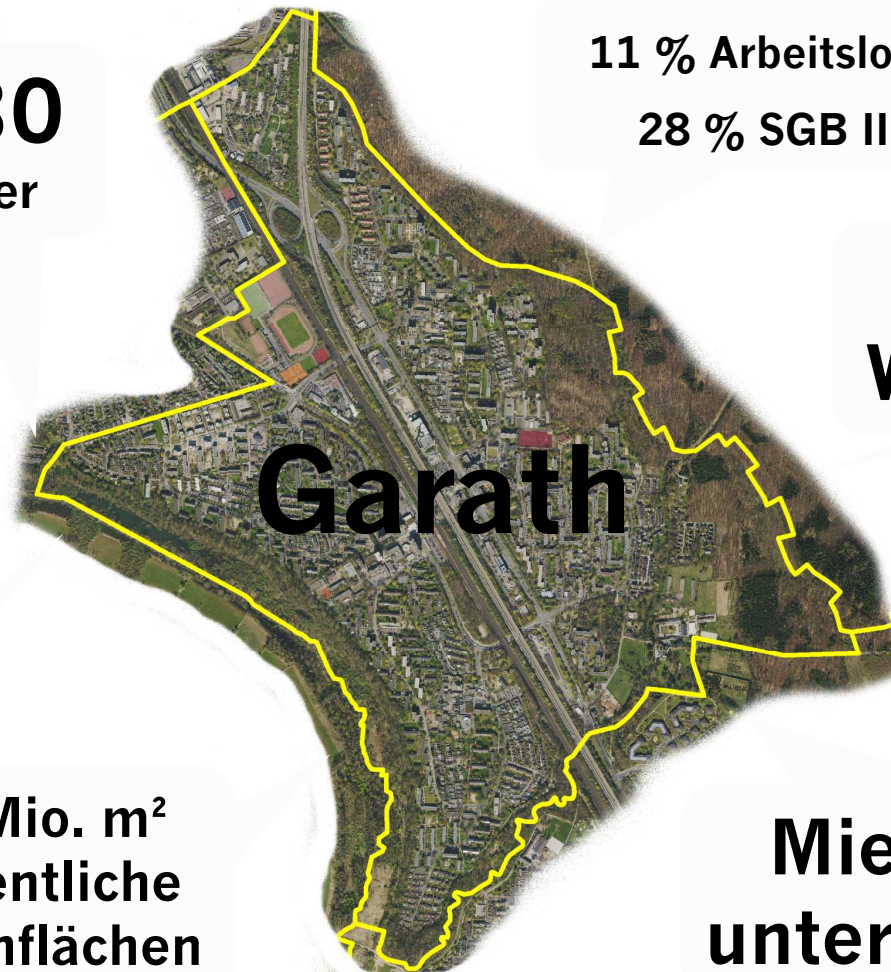 11 % Arbeitslo
30
28 % SGB II
er
W
Garath
Mio. m²
entliche
nflächen
Mie
unter